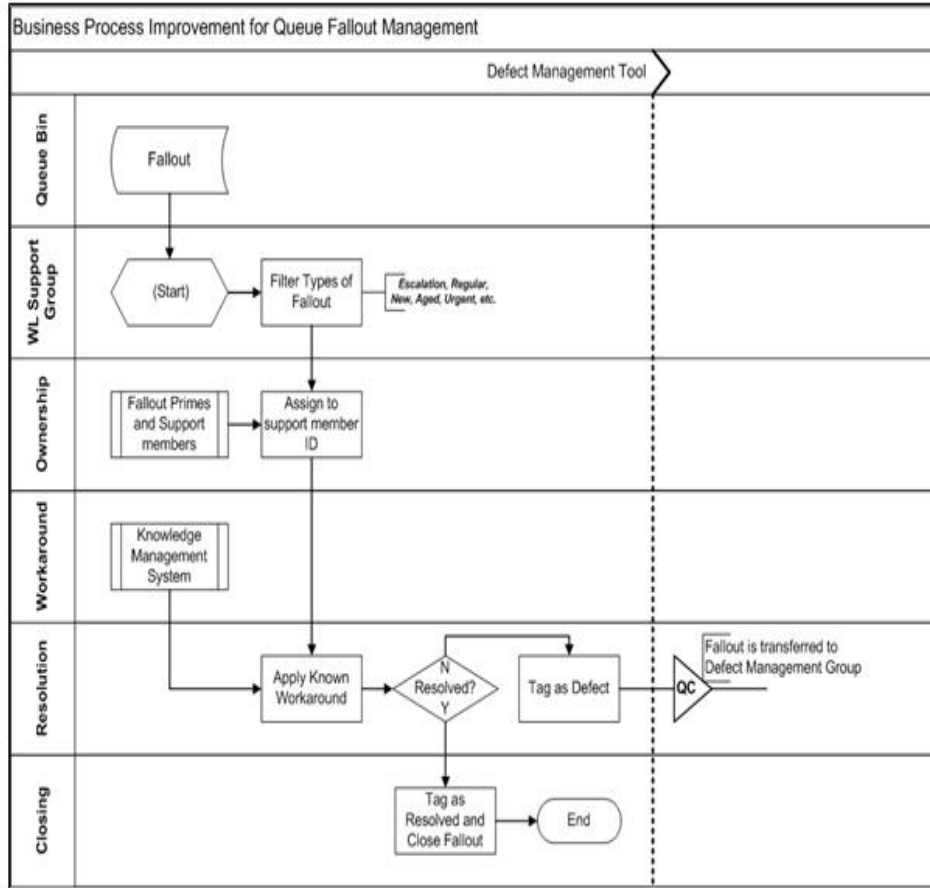 Business Process Improvement for Queue Fallout Management
Defect Management Tool
Queue Bin
Fallout
WL Support
Group
(Start)
Filter Types of
Fallout
Escalation, Regular,
New, Aged, Urgent, etc.
Ownership
Fallout Primes
and Support
members
Assign to
support member
ID
Workaround
Knowledge
Management
System
Resolution
Apply Known
Workaround
N
Resolved?
Y
Tag as Defect
QC
Fallout is transferred to
Defect Management Group
Closing
Tag as
Resolved and
Close Fallout
End